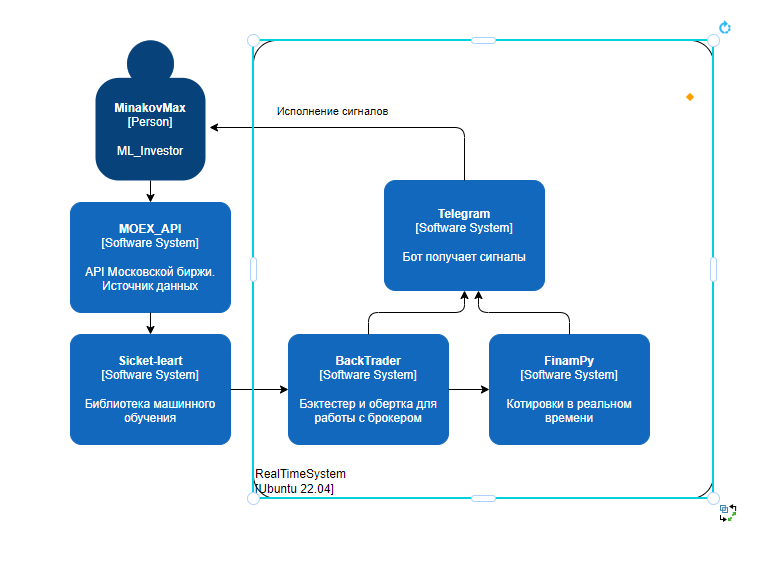 MinakovMax
[Person]
ML_Investor
Исполнение сигналов
MOEX_API
[Software System]
API Московской биржи.
Источник данных
Telegram
[Software System]
Бот получает сигналы
Sicket-leart
[Software System]
Библиотека машинного
обучения
BackTrader
[Software System]
Бэктестер и обертка для
работы с брокером
FinamPy
[Software System]
Котировки в реальном
времени
RealTimeSystem
[Ubuntu 22.04]